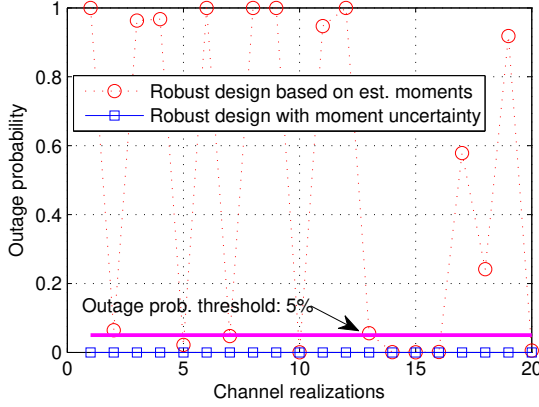 1
0.8
0.6
0.4
0.2
0
Outage probability
Robust design based on est. moments
Robust design with moment uncertainty
Outage prob. threshold: 5%
0
5
10
15
20
Channel realizations